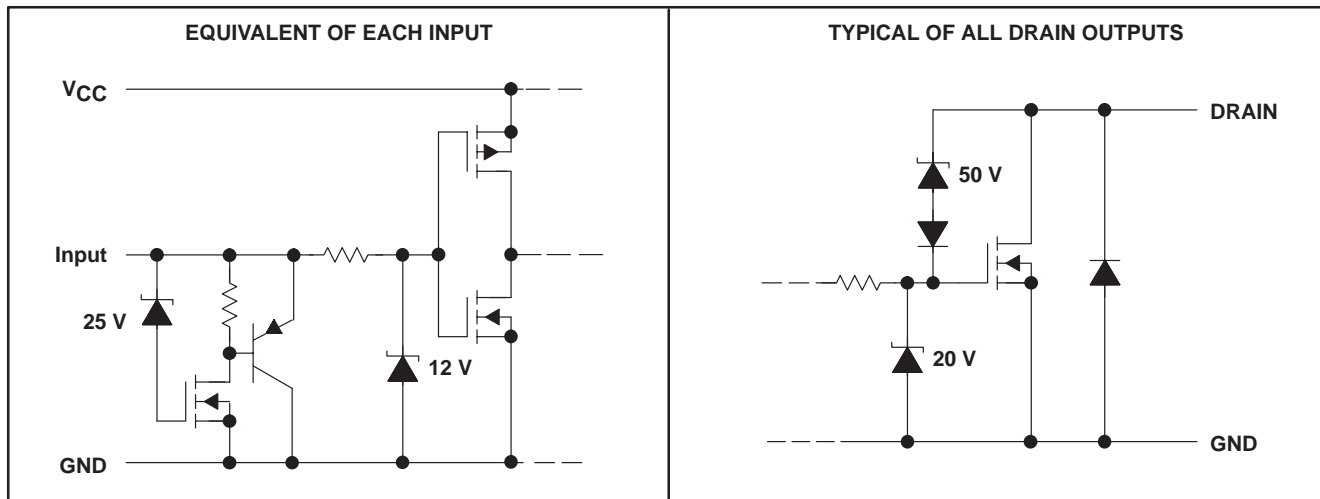 EQUIVALENT OF EACH INPUT
VCC
Input
25 V
12 V
GND
TYPICAL OF ALL DRAIN OUTPUTS
DRAIN
50 V
20 V
GND